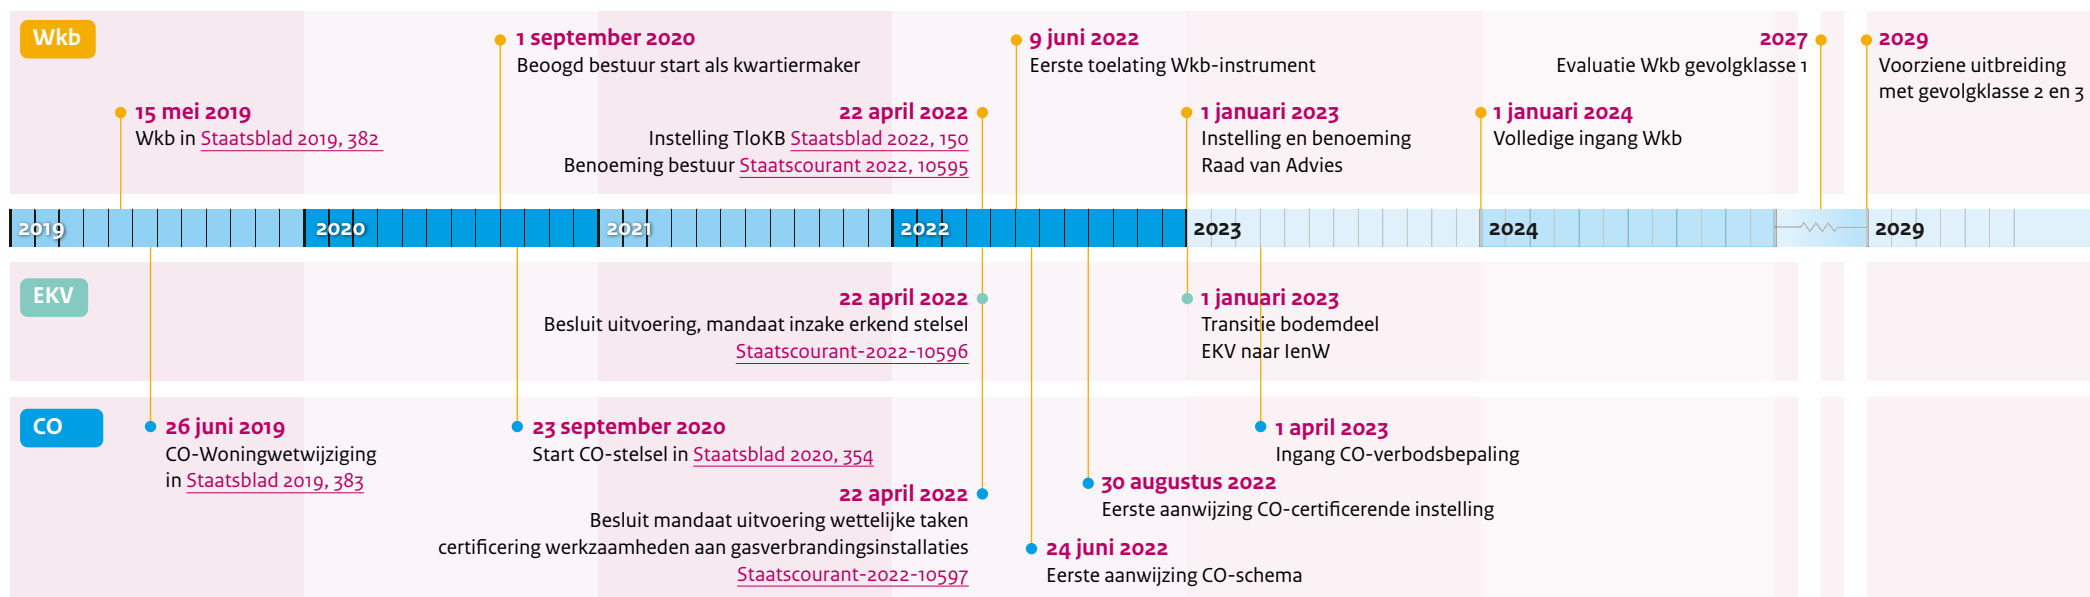 Wkb
1 september 2020
Beoogd bestuur start als kwartiermaker
9 juni 2022
Eerste toelating Wkb-instrument
2027
Evaluatie Wkb gevolgklasse 1
2029
Voorziene uitbreiding
met gevolgklasse 2 en 3
15 mei 2019
Wkb in Staatsblad 2019, 382
22 april 2022
Instelling TloKB Staatsblad 2022, 150
Benoeming bestuur Staatscourant 2022, 10595
1 januari 2023
Instelling en benoeming
Raad van Advies
1 januari 2024
Volledige ingang Wkb
2019
2020
2021
2022
2023
2024
2029
EKV
22 april 2022
Besluit uitvoering, mandaat inzake erkend stelsel
Staatscourant-2022-10596
1 januari 2023
Transitie bodemdeel
EKV naar IenW
CO
26 juni 2019
CO-Woningwetwijziging
in Staatsblad 2019, 383
23 september 2020
Start CO-stelsel in Staatsblad 2020, 354
22 april 2022
Besluit mandaat uitvoering wettelijke taken
certificering werkzaamheden aan gasverbrandingsinstallaties
Staatscourant-2022-10597
1 april 2023
Ingang CO-verbodsbepaling
30 augustus 2022
Eerste aanwijzing CO-certificerende instelling
24 juni 2022
Eerste aanwijzing CO-schema